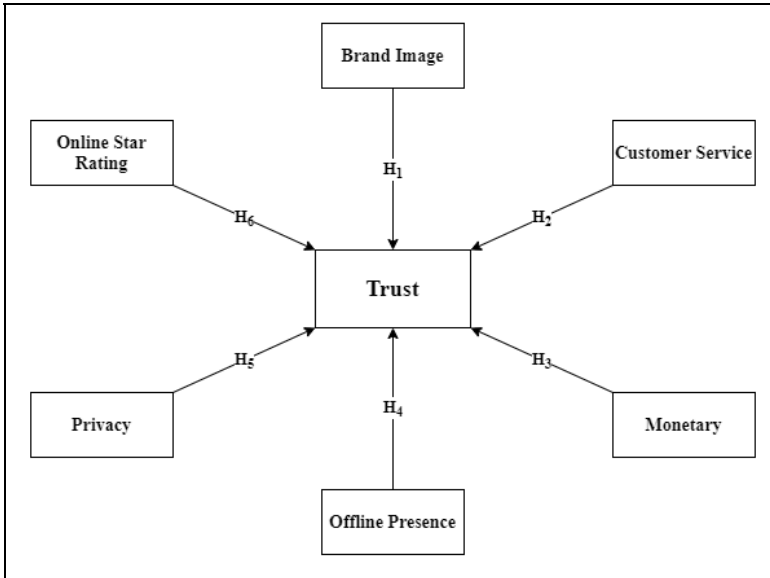 Brand Image
Online Star
Rating
Customer Service
H1
H6
H2
Trust
H5
H3
H4
Privacy
Monetary
Offline Presence